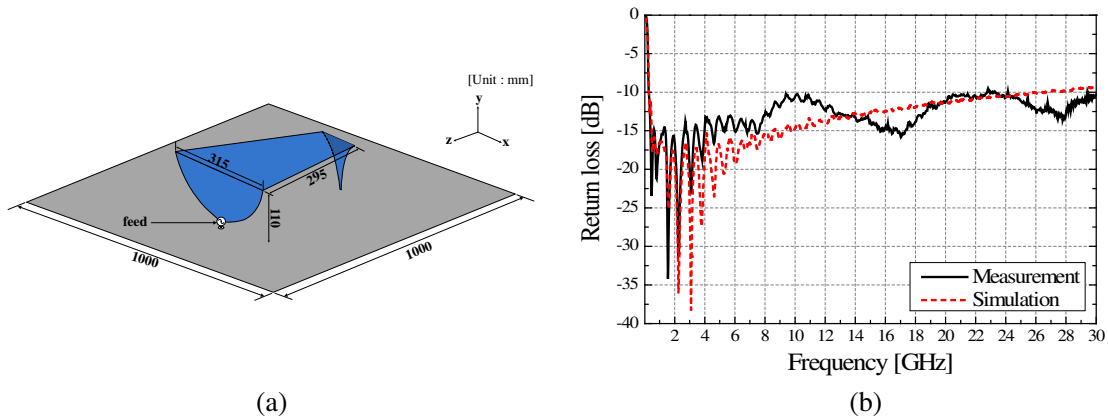 [Unit : mm]
y
z
x
315
295
feed
110
1000
1000
(a)
0
-5
-10
-15
-20
-25
-30
-35
-40
Return loss [dB]
Measurement
Simulation
2 4 6 8 10 12 14 16 18 20 22 24 26 28 30
Frequency [GHz]
(b)